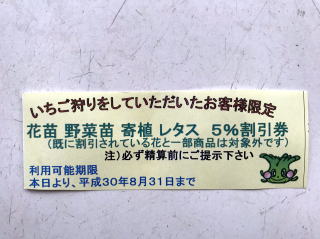 いちご狩りをしていただいたお客様限定
花苗 野菜苗 寄植 レタス 5%割引券
（既に割引されている花と一部商品は対象外です）
注）必ず精算前にご提示下さい
利用可能期限
本日より、平成30年8月31日まで